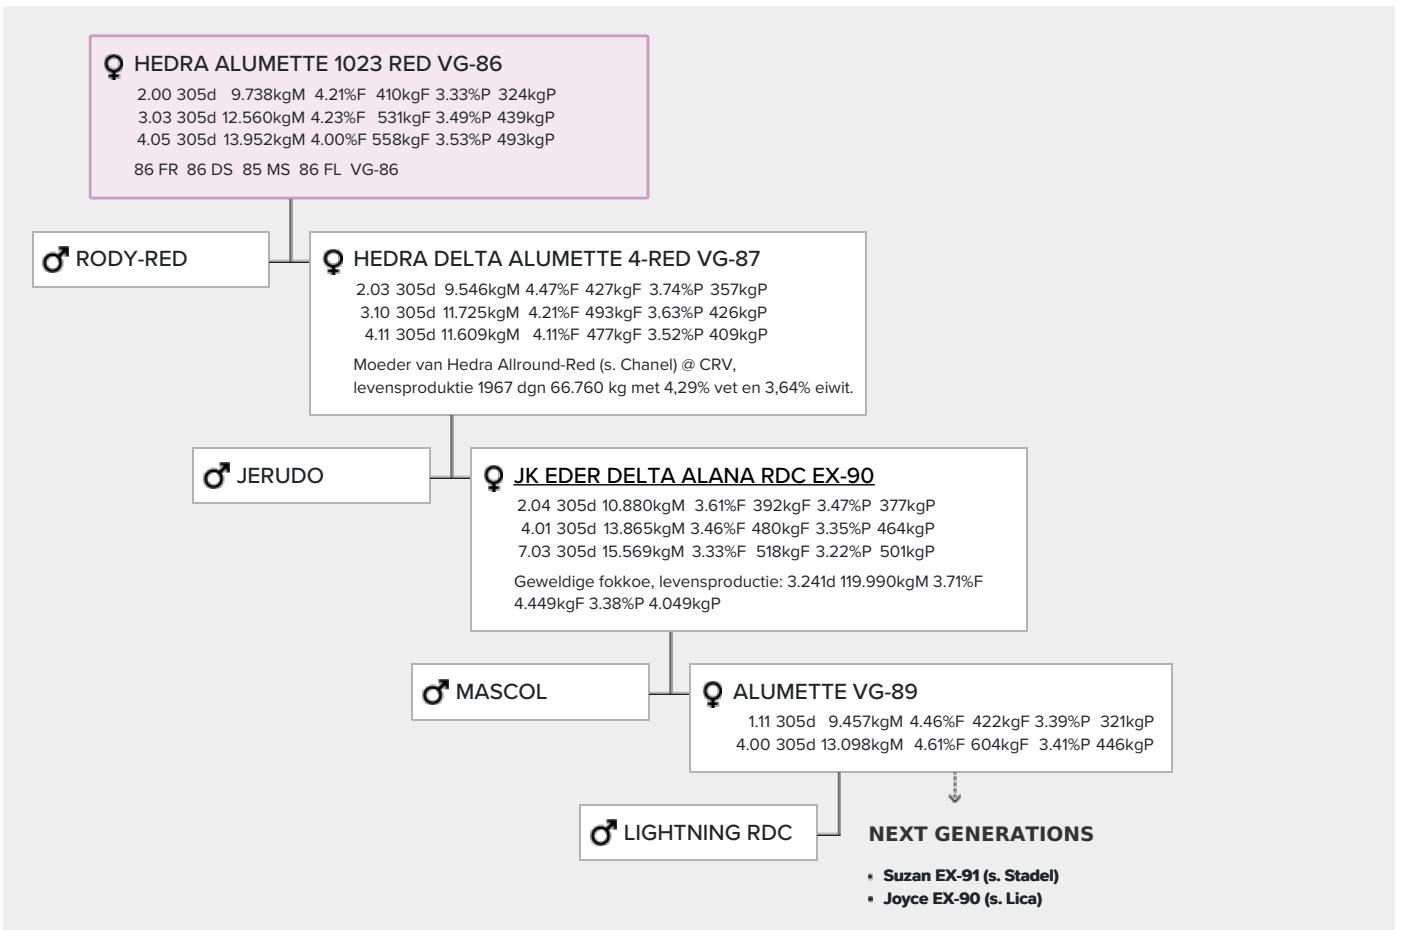 HEDRA ALUMETTE 1023 RED VG-86
2.00 305d 9.738kgM 4.21%F 410kgF 3.33%P 324kgP
3.03 305d 12.560kgM 4.23%F 531kgF 3.49%P 439kgP
4.05 305d 13.952kgM 4.00%F 558kgF 3.53%P 493kgP
86 FR 86 DS 85 MS 86 FL VG-86
RODY-RED
HEDRA DELTA ALUMETTE 4-RED VG-87
2.03 305d 9.546kgM 4.47%F 427kgF 3.74%P 357kgP
3.10 305d 11.725kgM 4.21%F 493kgF 3.63%P 426kgP
4.11 305d 11.609kgM 4.11%F 477kgF 3.52%P 409kgP
Moeder van Hedra Allround-Red (s. Chanel) @ CRV,
levensproduktie 1967 dgn 66.760 kg met 4,29% vet en 3,64% eiwit.
JERUDO
JK EDER DELTA ALANA RDC EX-90
2.04 305d 10.880kgM 3.61%F 392kgF 3.47%P 377kgP
4.01 305d 13.865kgM 3.46%F 480kgF 3.35%P 464kgP
7.03 305d 15.569kgM 3.33%F 518kgF 3.22%P 501kgP
Geweldige fokkoe, levensproductie: 3.241d 119.990kgM 3.71%F
4.449kgF 3.38%P 4.049kgP
MASCOL
ALUMETTE VG-89
1.11 305d 9.457kgM 4.46%F 422kgF 3.39%P 321kgP
4.00 305d 13.098kgM 4.61%F 604kgF 3.41%P 446kgP
LIGHTNING RDC
NEXT GENERATIONS
• Suzan EX-91 (s. Stadel)
• Joyce EX-90 (s. Lica)